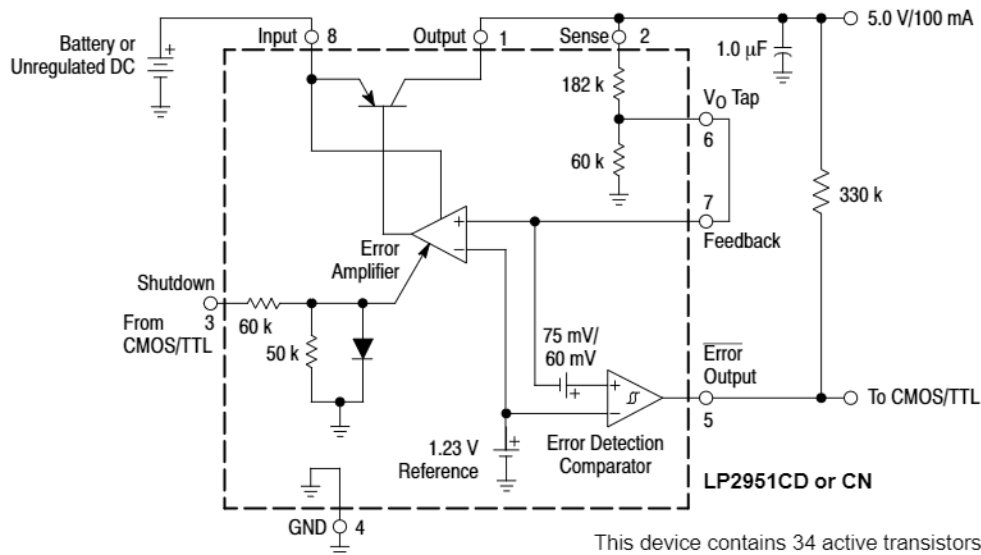 Battery or
Unregulated DC
+
Input 8
Output 1
Sense 2
5.0 V/100 mA
1.0 μF
182 k
VO Tap
6
60 k
7
Feedback
330 k
+
−
Error
Amplifier
Shutdown
3
From
CMOS/TTL
60 k
50 k
75 mV/
60 mV
+
+
−
Error
Output
5
To CMOS/TTL
1.23 V
Reference
+
Error Detection
Comparator
LP2951CD or CN
GND 4
This device contains 34 active transistors